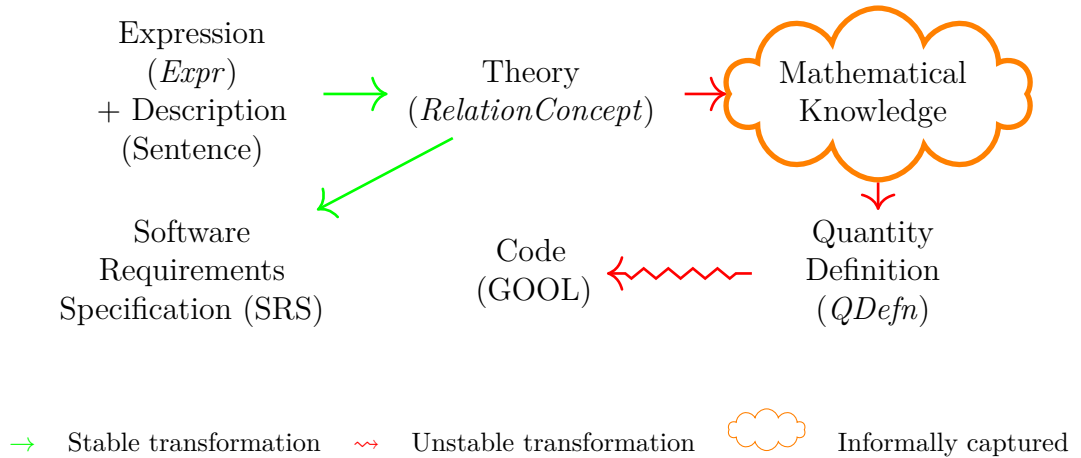 Expression
(Expr)
+ Description
(Sentence)
Theory
(RelationConcept)
Mathematical
Knowledge
Software
Requirements
Specification (SRS)
Code
(GOOL)
Quantity
Definition
(QDefn)
Stable transformation
Unstable transformation
Informally captured